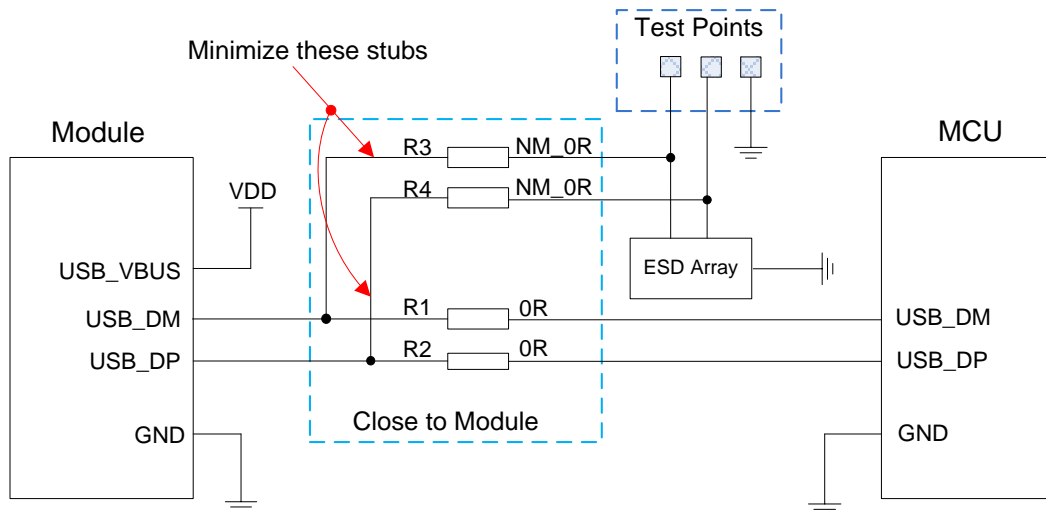 Test Points
Minimize these stubs
Module
MCU
R3 NM_0R
VDD
R4 NM_0R
ESD Array
USB_VBUS
R1 0R
USB_DM
USB_DM
R2 0R
USB_DP
USB_DP
Close to Module
GND
GND